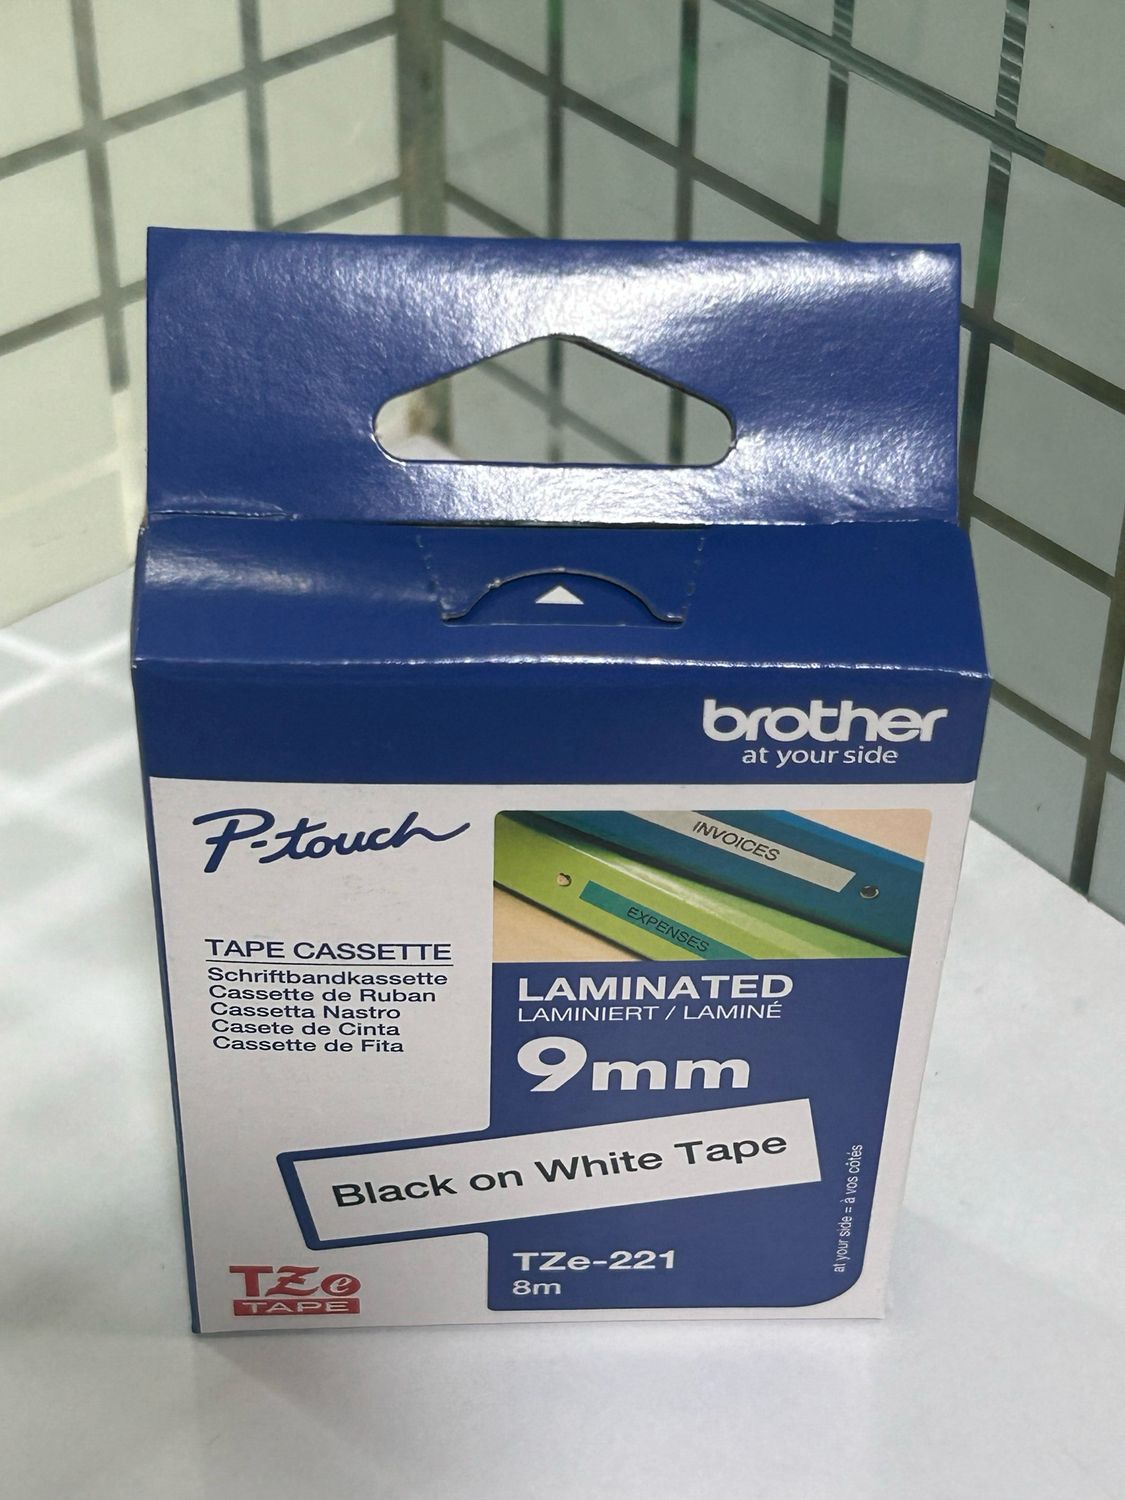 brother
at your side
P-touch
INVOICES
EXPENSES
TAPE CASSETTE
Schriftbandkassette
Cassette de Ruban
Cassetta Nastro
Casete de Cinta
Cassette de Fita
LAMINATED
LAMINIERT / LAMINÉ
9mm
Black on White Tape
TZe-221
8m
at your side = à vos côtés
TZe
TAPE